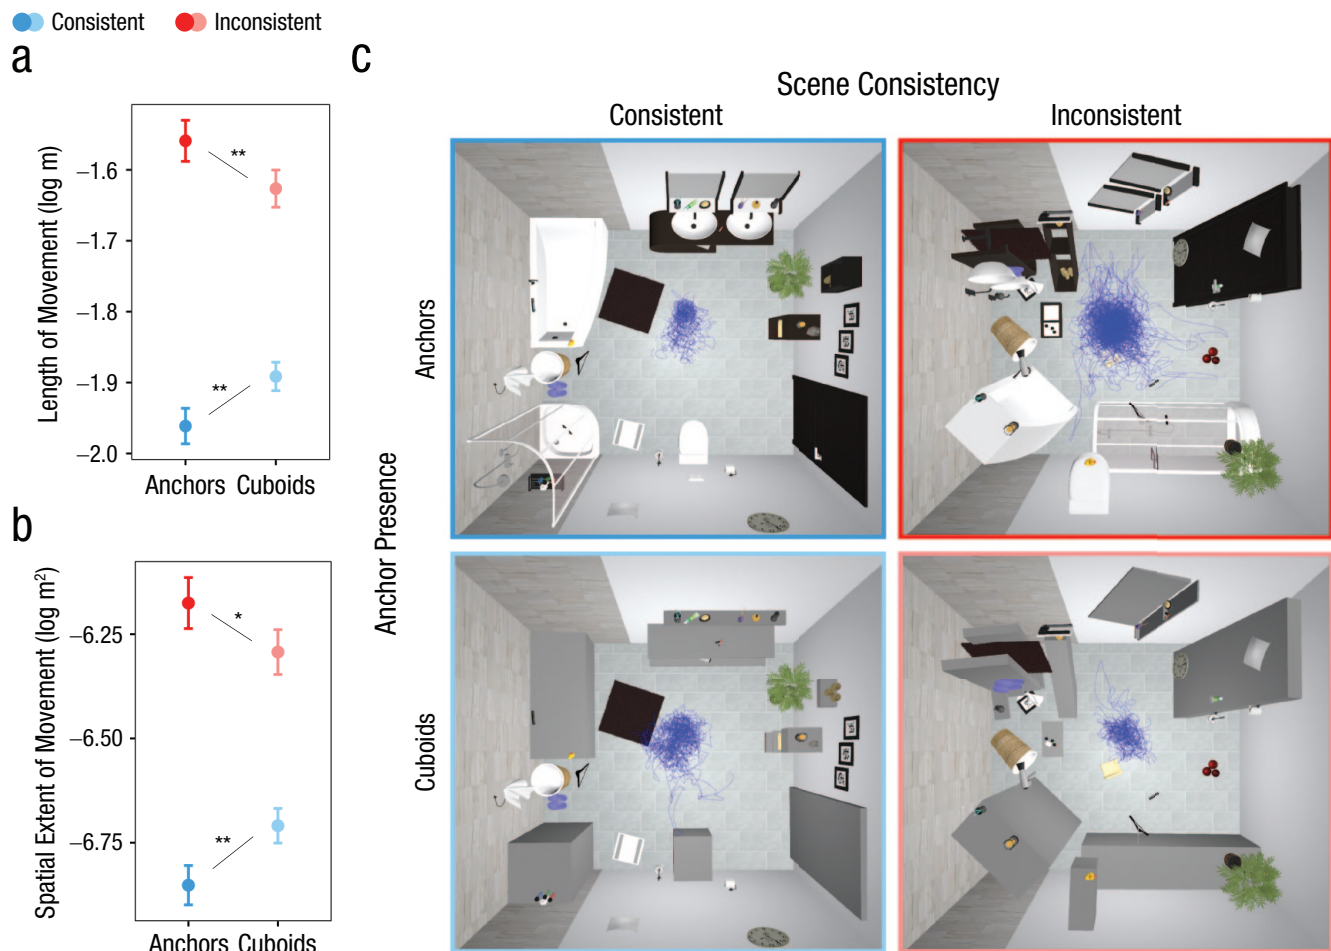 Consistent Inconsistent
a
Length of Movement (log m)
−1.6
−1.7
−1.8
−1.9
−2.0
**
**
Anchors Cuboids
b
Spatial Extent of Movement (log m²)
−6.25
−6.50
−6.75
*
**
Anchors Cuboids
c
Scene Consistency
Consistent Inconsistent
Anchor Presence
Anchors
Cuboids